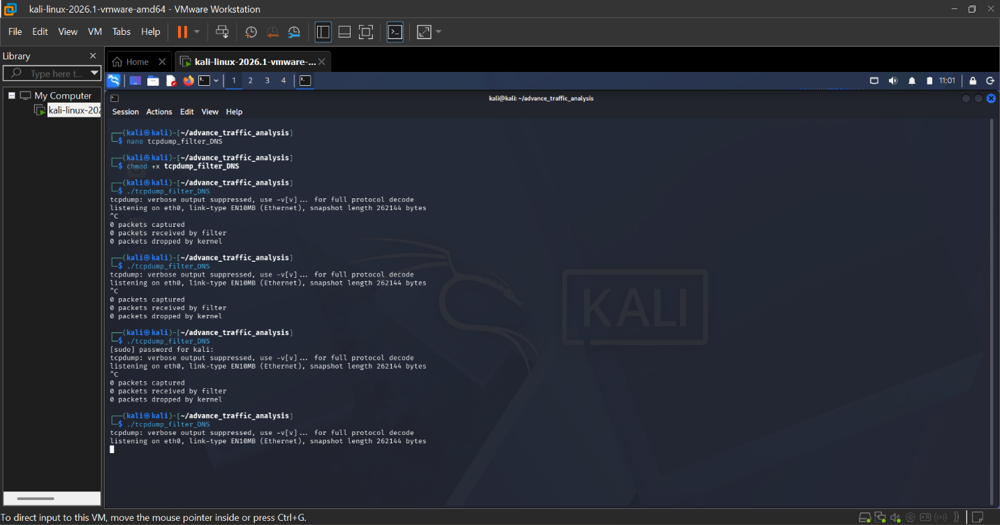 kali-linux-2026.1-vmware-amd64 - VMware Workstation
File Edit View VM Tabs Help
Library
Type here t...
My Computer
kali-linux-202
Home
kali-linux-2026.1-vmware-...
1 2 3 4
11:01
kali@kali: ~/advance_traffic_analysis
Session Actions Edit View Help
┌──(kali㉿kali)-[~/advance_traffic_analysis]
└─$ nano tcpdump_filter_DNS
┌──(kali㉿kali)-[~/advance_traffic_analysis]
└─$ chmod +x tcpdump_filter_DNS
┌──(kali㉿kali)-[~/advance_traffic_analysis]
└─$ ./tcpdump_filter_DNS
tcpdump: verbose output suppressed, use -v[v]... for full protocol decode
listening on eth0, link-type EN10MB (Ethernet), snapshot length 262144 bytes
^C
0 packets captured
0 packets received by filter
0 packets dropped by kernel
┌──(kali㉿kali)-[~/advance_traffic_analysis]
└─$ ./tcpdump_filter_DNS
tcpdump: verbose output suppressed, use -v[v]... for full protocol decode
listening on eth0, link-type EN10MB (Ethernet), snapshot length 262144 bytes
^C
0 packets captured
0 packets received by filter
0 packets dropped by kernel
┌──(kali㉿kali)-[~/advance_traffic_analysis]
└─$ ./tcpdump_filter_DNS
[sudo] password for kali:
tcpdump: verbose output suppressed, use -v[v]... for full protocol decode
listening on eth0, link-type EN10MB (Ethernet), snapshot length 262144 bytes
^C
0 packets captured
0 packets received by filter
0 packets dropped by kernel
┌──(kali㉿kali)-[~/advance_traffic_analysis]
└─$ ./tcpdump_filter_DNS
tcpdump: verbose output suppressed, use -v[v]... for full protocol decode
listening on eth0, link-type EN10MB (Ethernet), snapshot length 262144 bytes
KALI
To direct input to this VM, move the mouse pointer inside or press Ctrl+G.